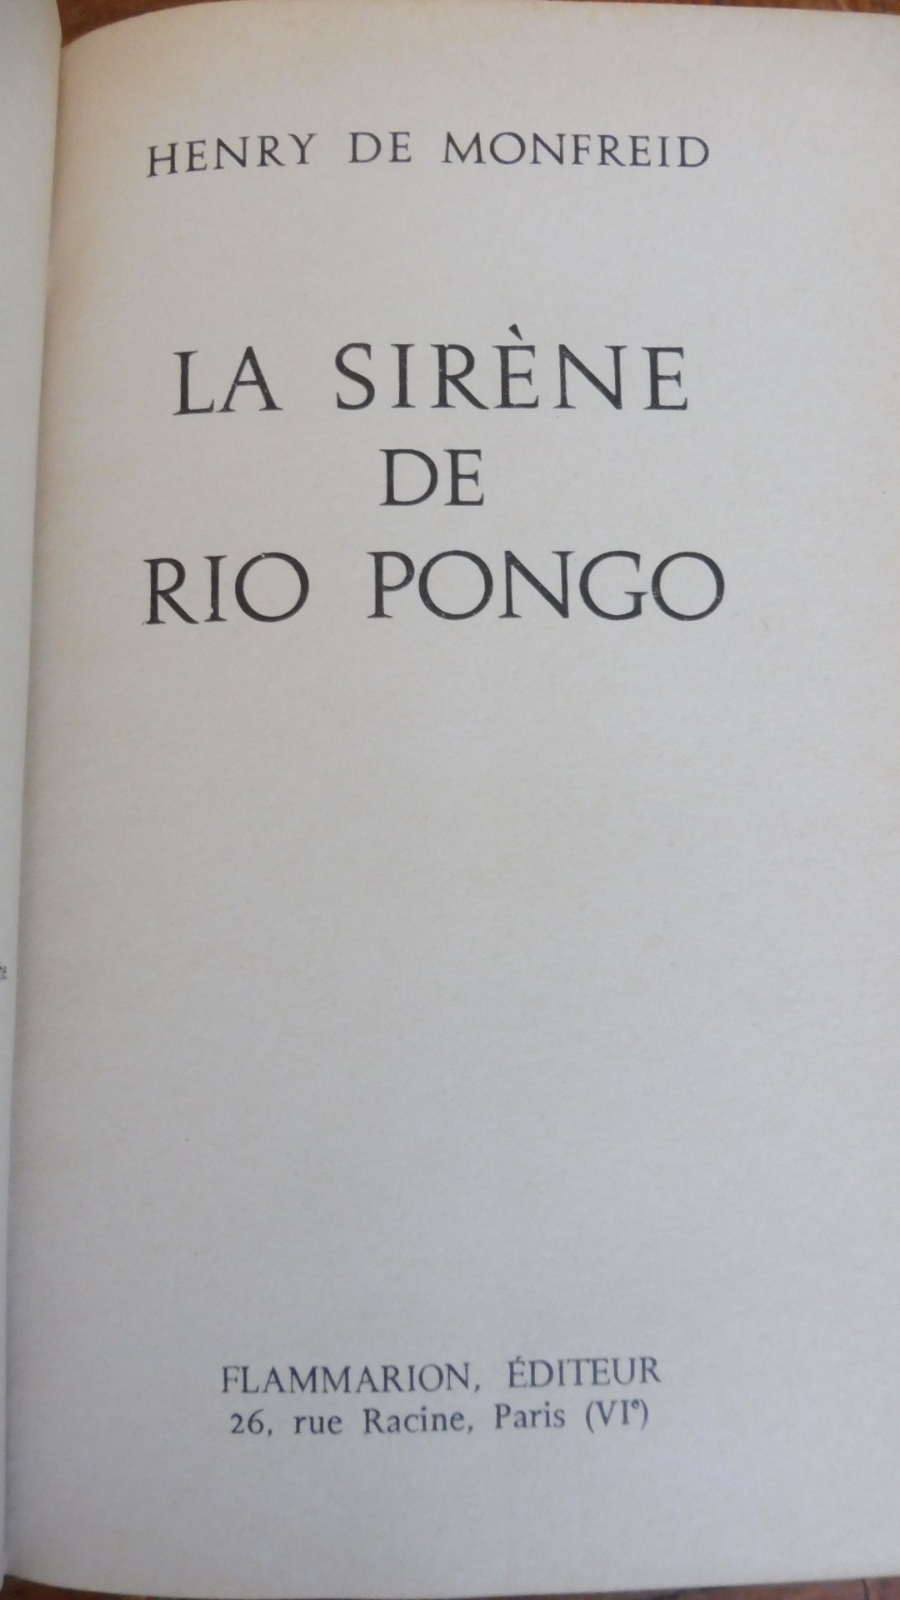 HENRY DE MONFREID
LA SIRÈNE
DE
RIO PONGO
FLAMMARION, ÉDITEUR
26, rue Racine, Paris (VIᵉ)